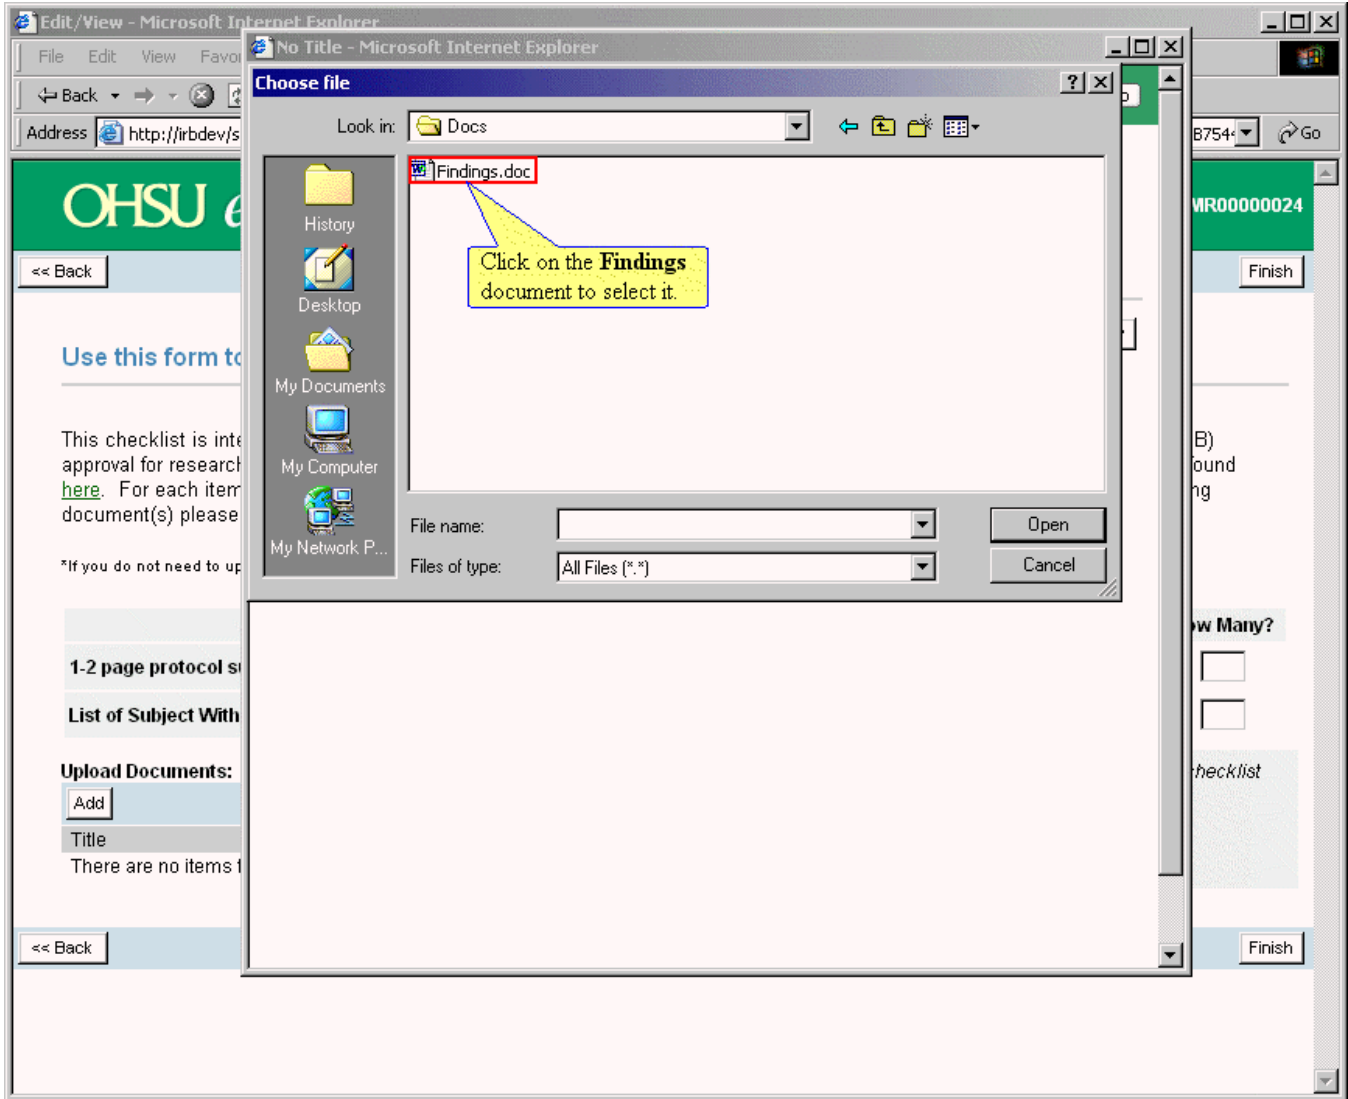 Edit/View - Microsoft Internet Explorer
File Edit View Favor
Back
Address http://irbdev/s
B754
Go
OHSU e
MR00000024
<< Back
Finish
Use this form to
This checklist is inte
B)
approval for research
ound
here. For each item
ng
document(s) please
*If you do not need to up
ow Many?
1-2 page protocol su
List of Subject With
Upload Documents:
checklist
Add
Title
There are no items t
<< Back
Finish
No Title - Microsoft Internet Explorer
Choose file
Look in: Docs
History
Desktop
My Documents
My Computer
My Network P...
Findings.doc
Click on the Findings
document to select it.
File name:
Open
Files of type: All Files (*.*)
Cancel